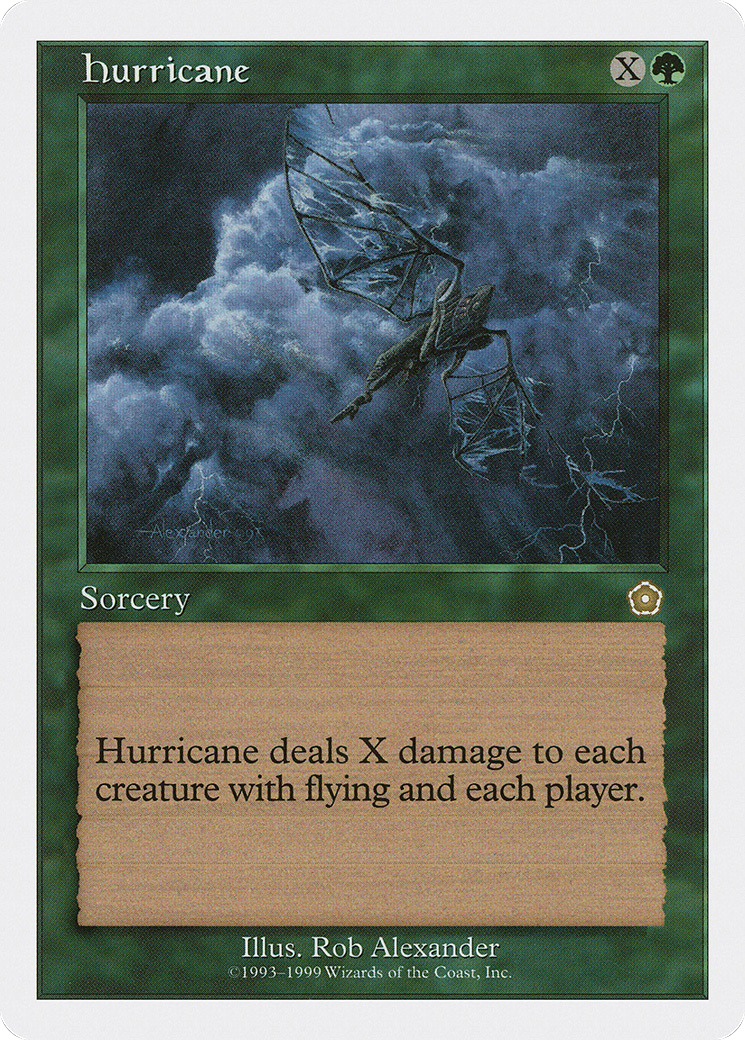 Hurricane
X
Alexander
Sorcery
Hurricane deals X damage to each
creature with flying and each player.
Illus. Rob Alexander
©1993–1999 Wizards of the Coast, Inc.